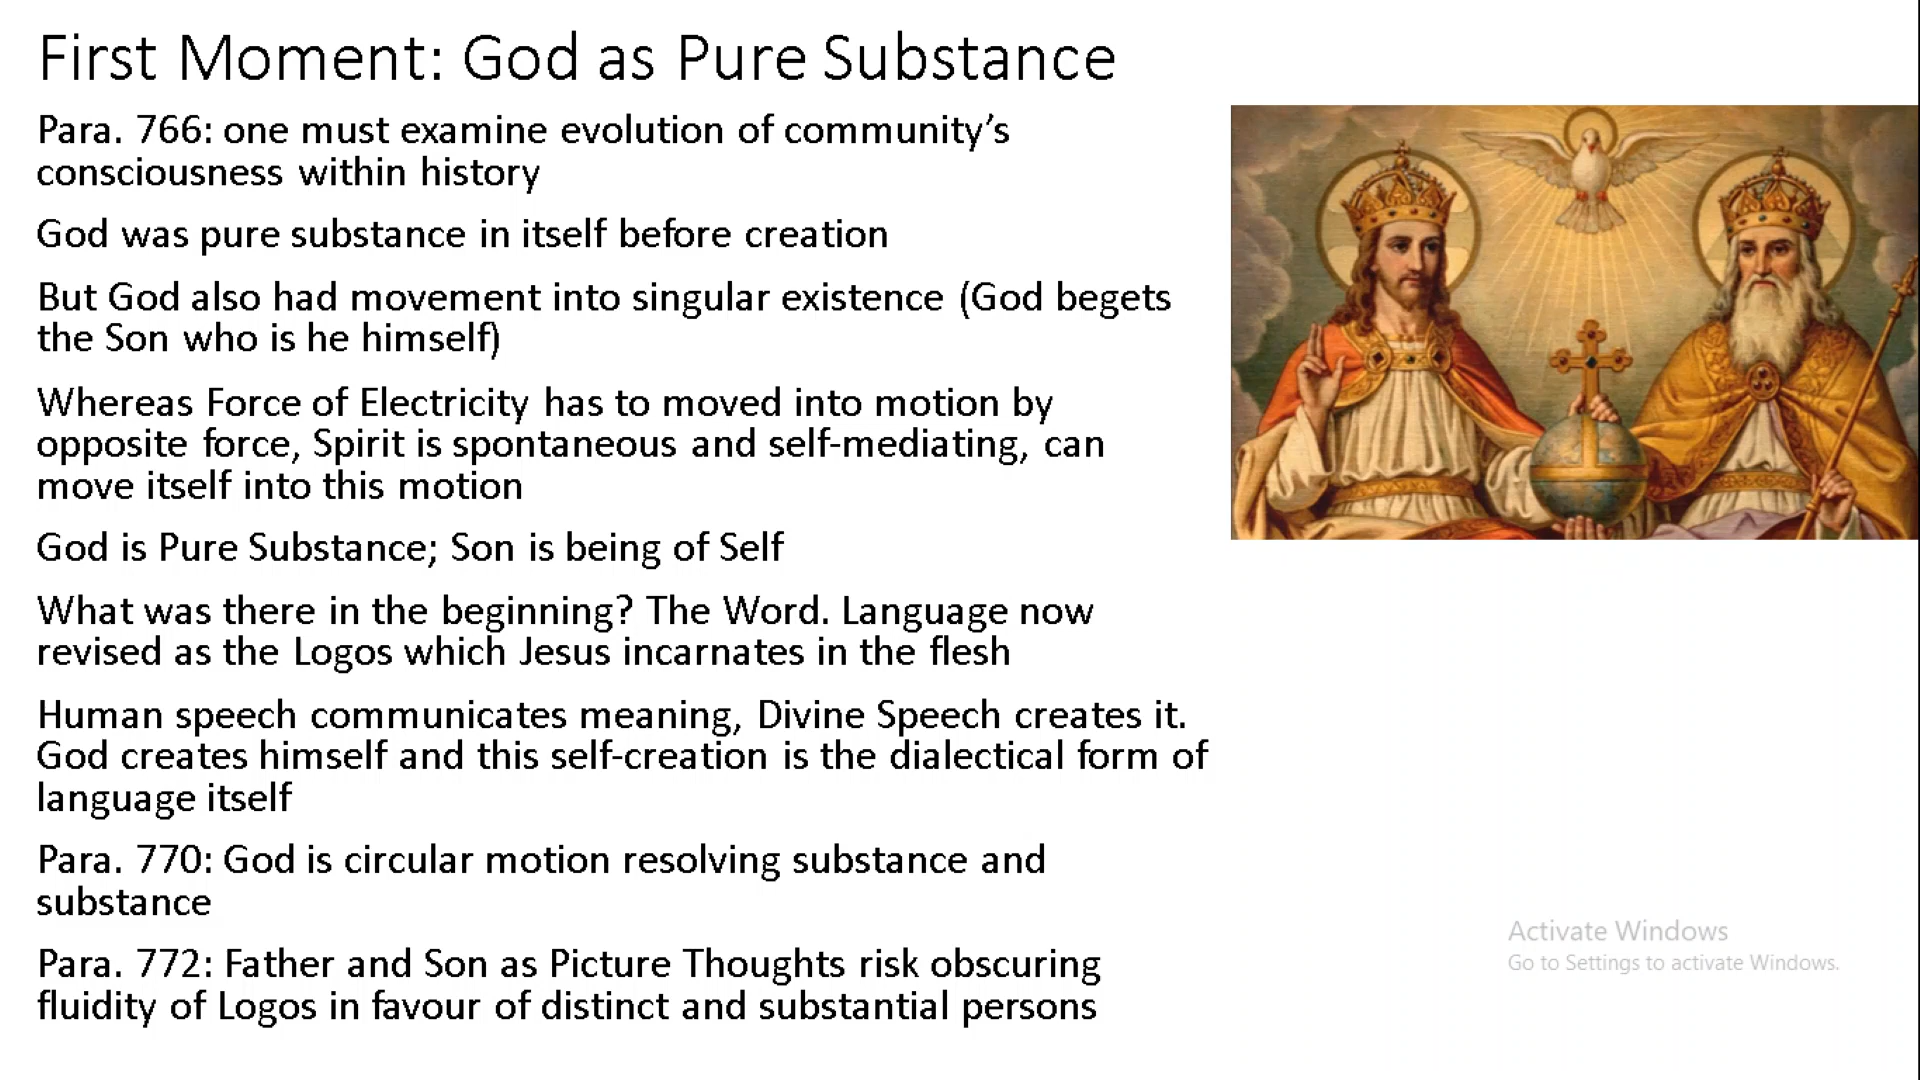 First Moment: God as Pure Substance
Para. 766: one must examine evolution of community’s
consciousness within history
God was pure substance in itself before creation
But God also had movement into singular existence (God begets
the Son who is he himself)
Whereas Force of Electricity has to moved into motion by
opposite force, Spirit is spontaneous and self-mediating, can
move itself into this motion
God is Pure Substance; Son is being of Self
What was there in the beginning? The Word. Language now
revised as the Logos which Jesus incarnates in the flesh
Human speech communicates meaning, Divine Speech creates it.
God creates himself and this self-creation is the dialectical form of
language itself
Para. 770: God is circular motion resolving substance and
substance
Para. 772: Father and Son as Picture Thoughts risk obscuring
fluidity of Logos in favour of distinct and substantial persons
Activate Windows
Go to Settings to activate Windows.